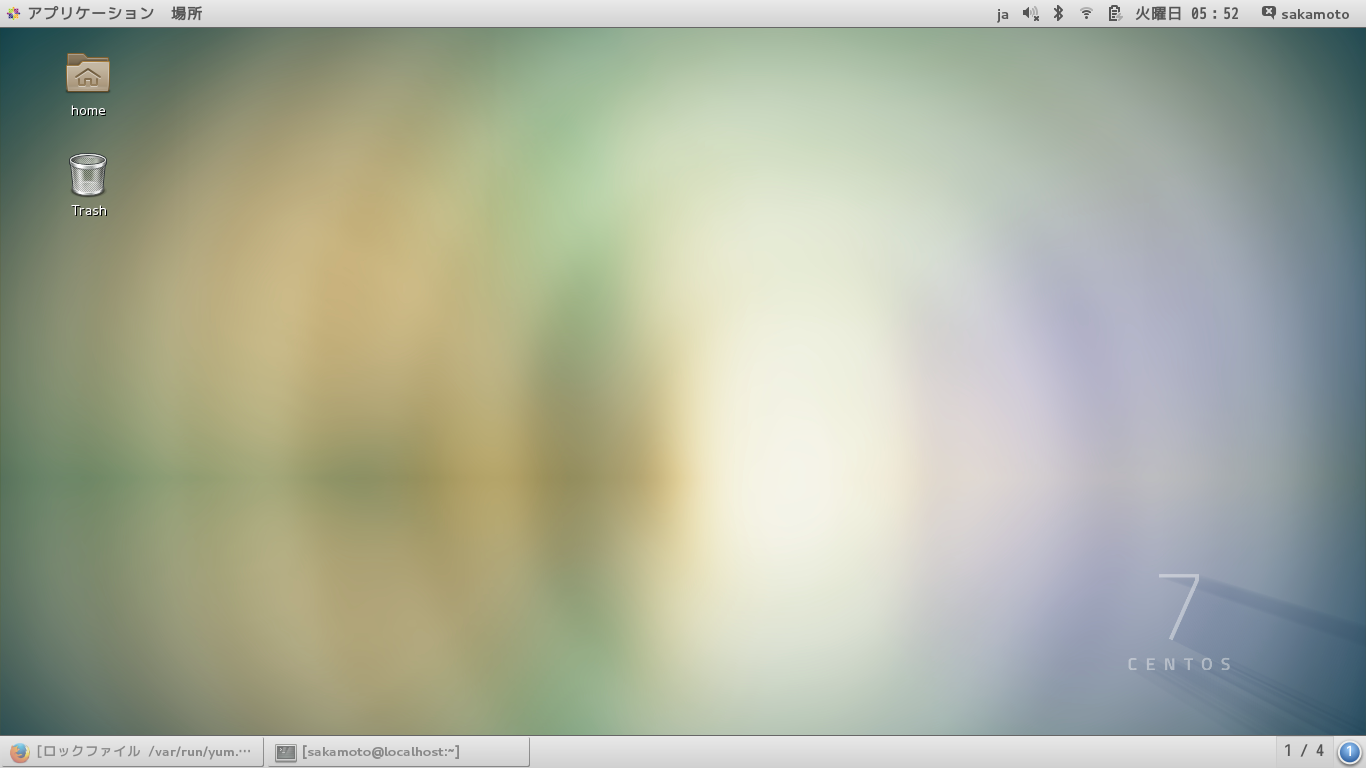 アプリケーション 場所
ja 火曜日 05:52 sakamoto
home
Trash
7
CENTOS
[ロックファイル /var/run/yum.…
[sakamoto@localhost:~]
1 / 4
1